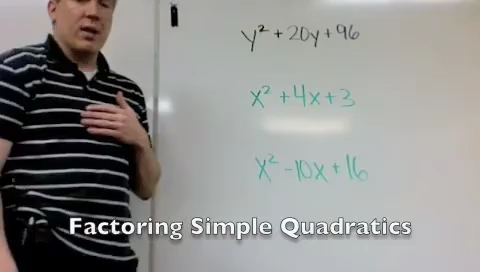 y² + 20y + 96
x² + 4x + 3
x² - 10x + 16
Factoring Simple Quadratics